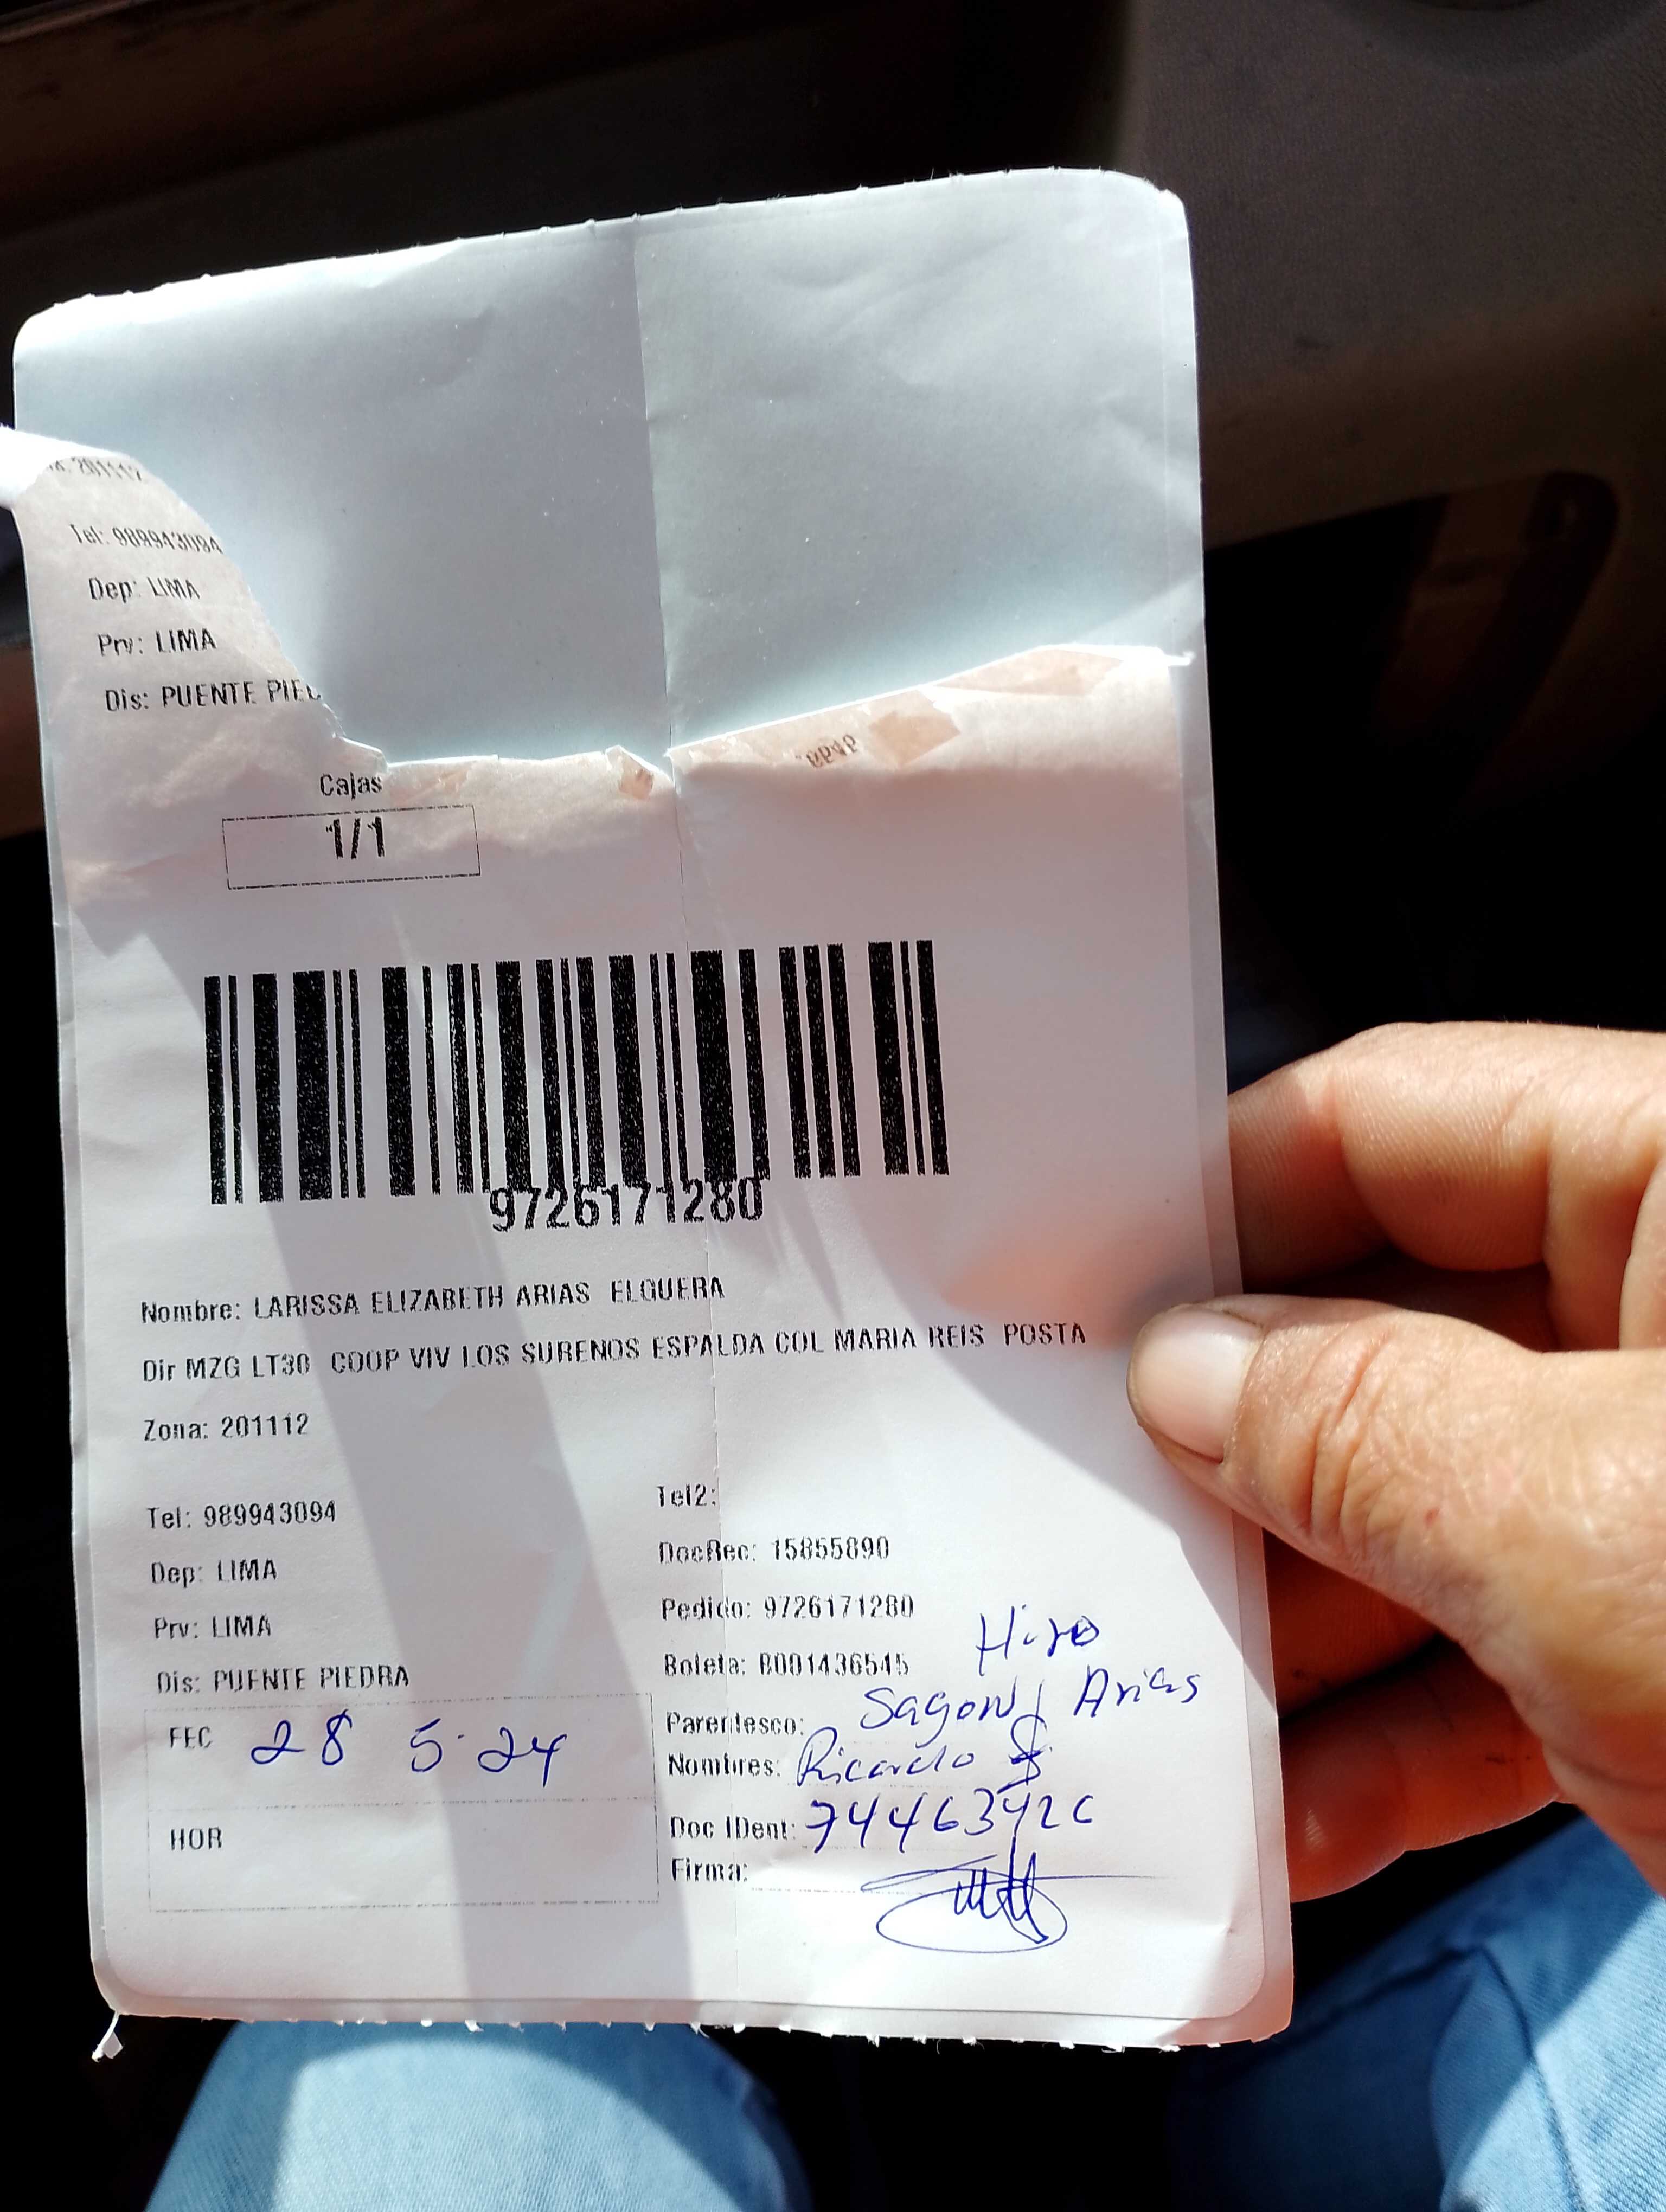 201112
Tel: 989943094
Dep: LIMA
Prv: LIMA
Dis: PUENTE PIED
Cajas
1/1
9726171280
Nombre: LARISSA ELIZABETH ARIAS ELGUERA
Dir MZG LT30 COOP VIV LOS SURENOS ESPALDA COL MARIA REIS POSTA
Zona: 201112
Tel: 989943094
Tel2:
Dep: LIMA
DocRec: 15855890
Prv: LIMA
Pedido: 9726171280
Dis: PUENTE PIEDRA
Boleta: B001436545
Hijo
Parentesco:
Arias
FEC 28 5 24
Nombres: Ricardo
HOR
Doc IDent: 74463426
Firma: